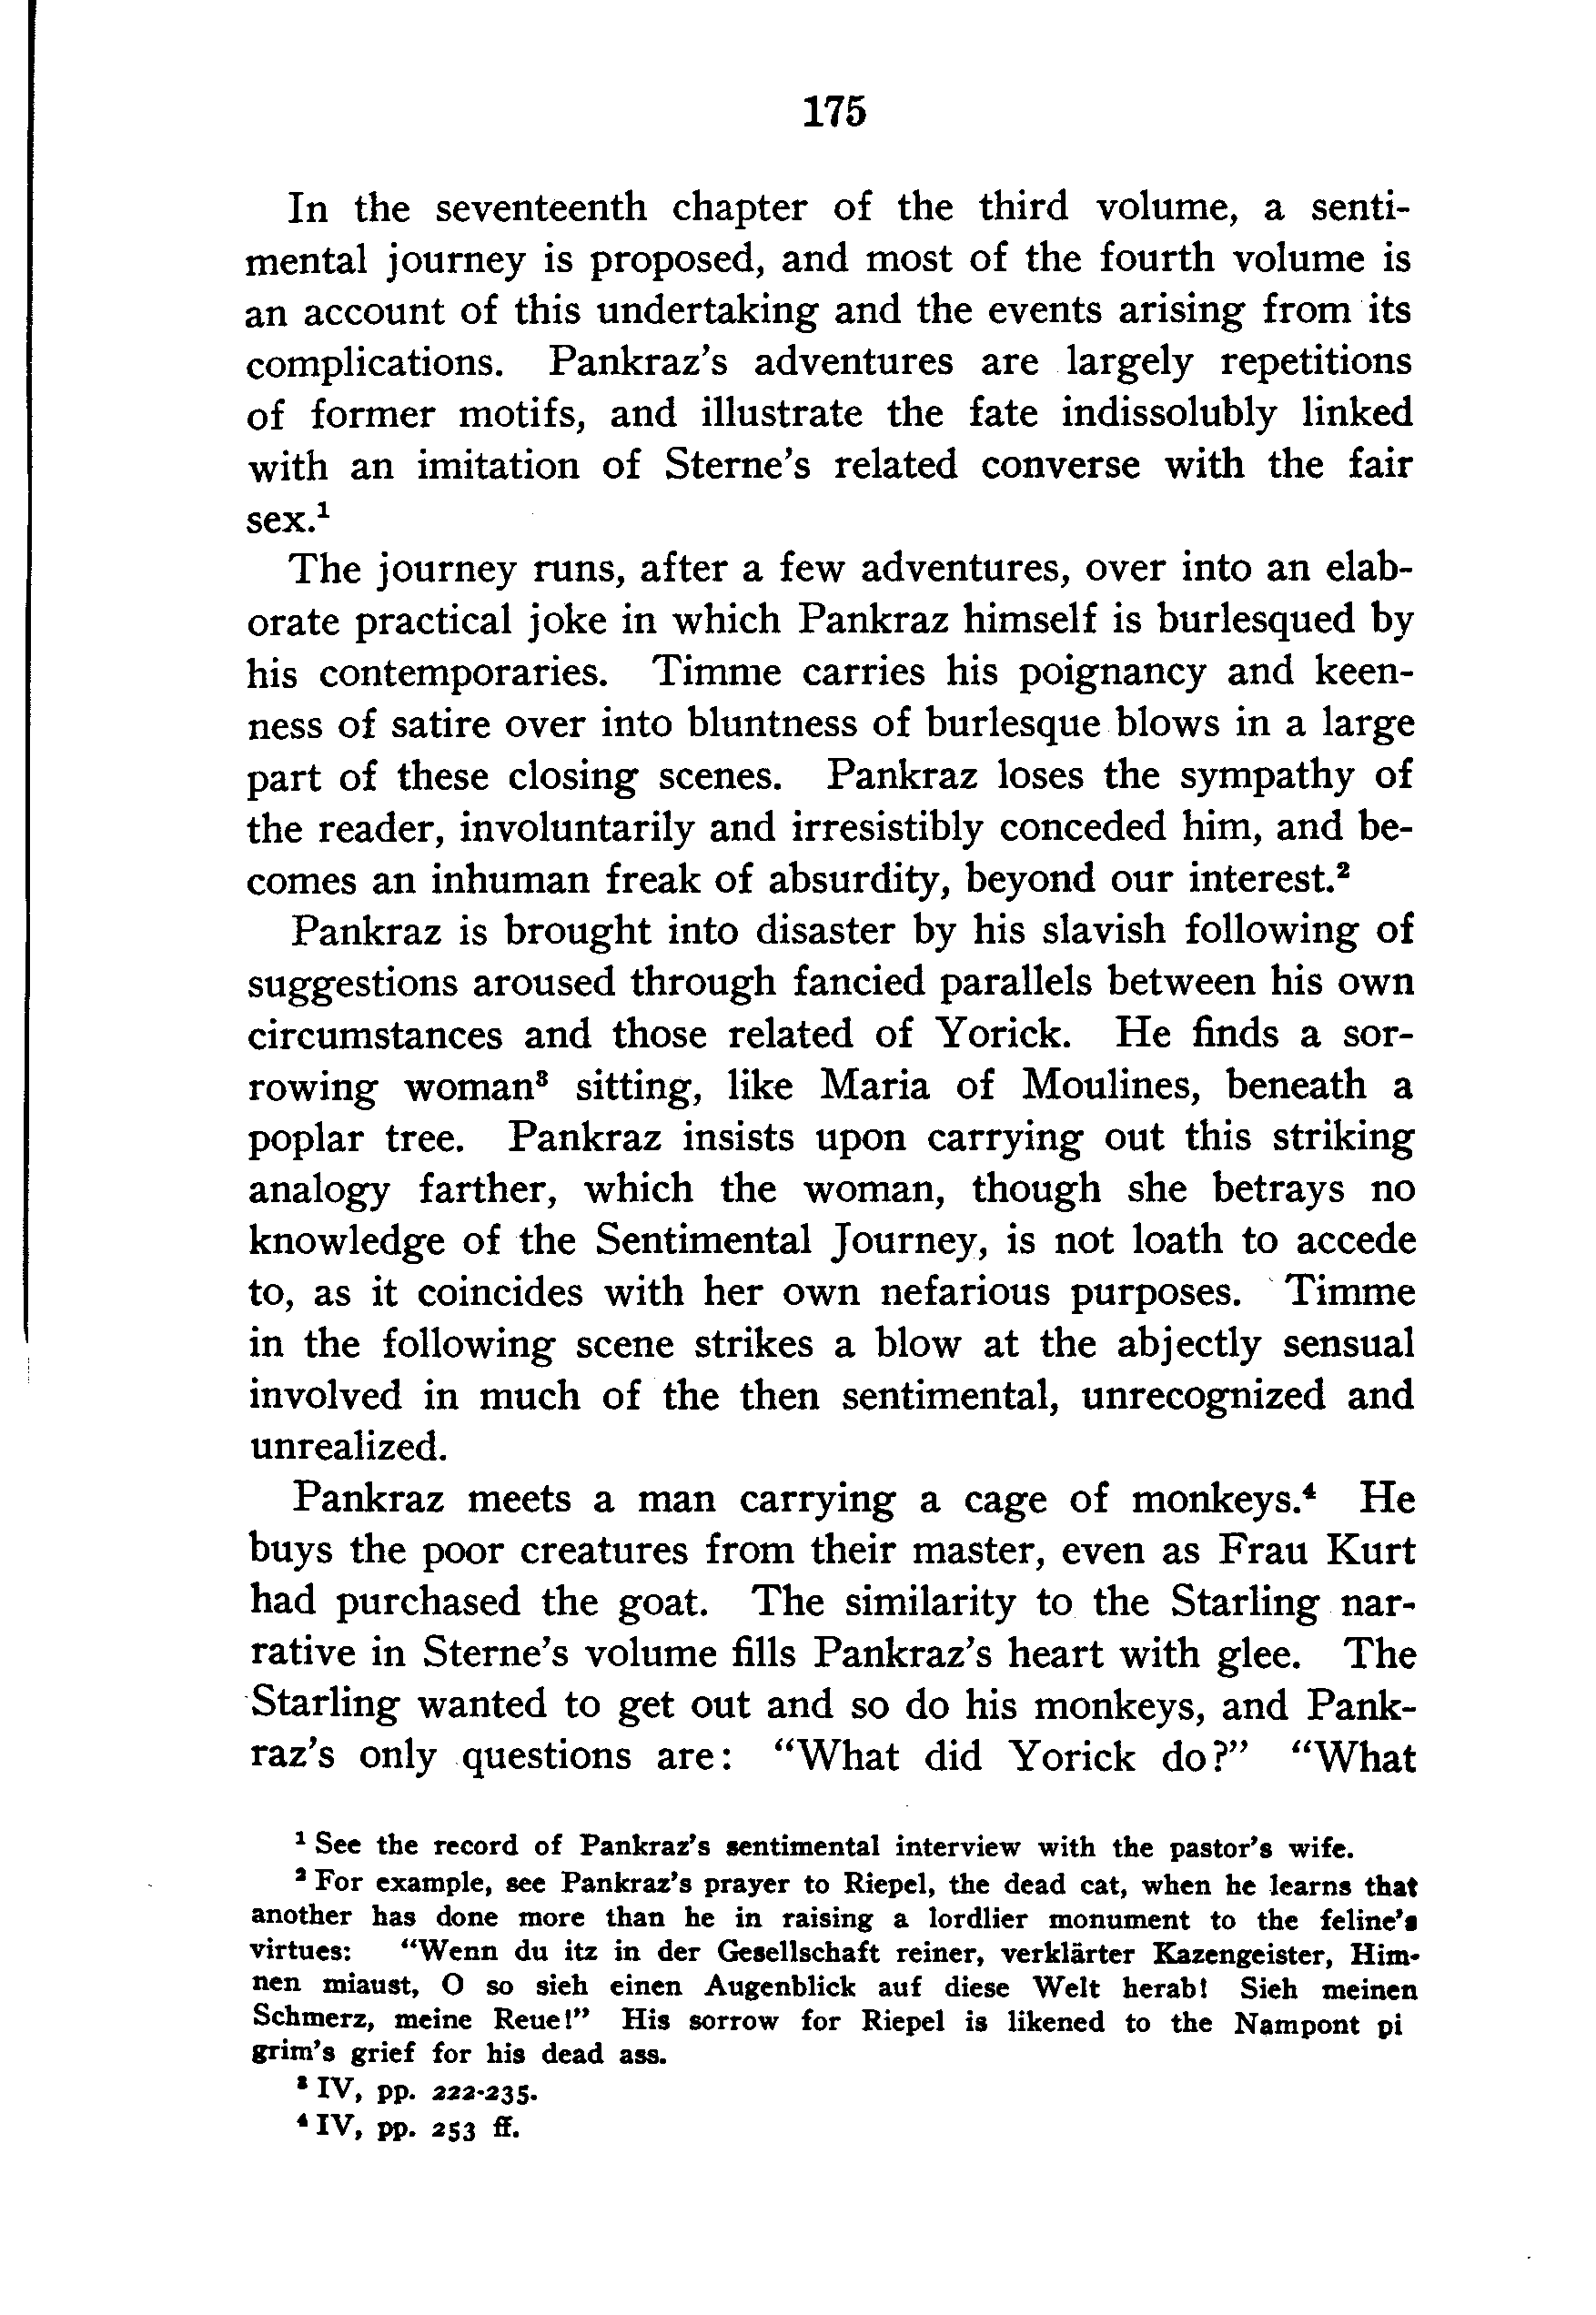 175
In the seventeenth chapter of the third volume, a senti-
mental journey is proposed, and most of the fourth volume is
an account of this undertaking and the events arising from its
complications. Pankraz's adventures are largely repetitions
of former motifs, and illustrate the fate indissolubly linked
with an imitation of Sterne's related converse with the fair
sex.¹
The journey runs, after a few adventures, over into an elab-
orate practical joke in which Pankraz himself is burlesqued by
his contemporaries. Timme carries his poignancy and keen-
ness of satire over into bluntness of burlesque blows in a large
part of these closing scenes. Pankraz loses the sympathy of
the reader, involuntarily and irresistibly conceded him, and be-
comes an inhuman freak of absurdity, beyond our interest.²
Pankraz is brought into disaster by his slavish following of
suggestions aroused through fancied parallels between his own
circumstances and those related of Yorick. He finds a sor-
rowing woman³ sitting, like Maria of Moulines, beneath a
poplar tree. Pankraz insists upon carrying out this striking
analogy farther, which the woman, though she betrays no
knowledge of the Sentimental Journey, is not loath to accede
to, as it coincides with her own nefarious purposes. Timme
in the following scene strikes a blow at the abjectly sensual
involved in much of the then sentimental, unrecognized and
unrealized.
Pankraz meets a man carrying a cage of monkeys.⁴ He
buys the poor creatures from their master, even as Frau Kurt
had purchased the goat. The similarity to the Starling nar-
rative in Sterne's volume fills Pankraz's heart with glee. The
Starling wanted to get out and so do his monkeys, and Pank-
raz's only questions are: "What did Yorick do?" "What
¹ See the record of Pankraz's sentimental interview with the pastor's wife.
² For example, see Pankraz's prayer to Riepel, the dead cat, when he learns that
another has done more than he in raising a lordlier monument to the feline's
virtues: "Wenn du itz in der Gesellschaft reiner, verklärter Kazengeister, Him-
nen miaust, O so sieh einen Augenblick auf diese Welt herab! Sieh meinen
Schmerz, meine Reue!" His sorrow for Riepel is likened to the Nampont pi
grim's grief for his dead ass.
³ IV, pp. 222-235.
⁴ IV, pp. 253 ff.